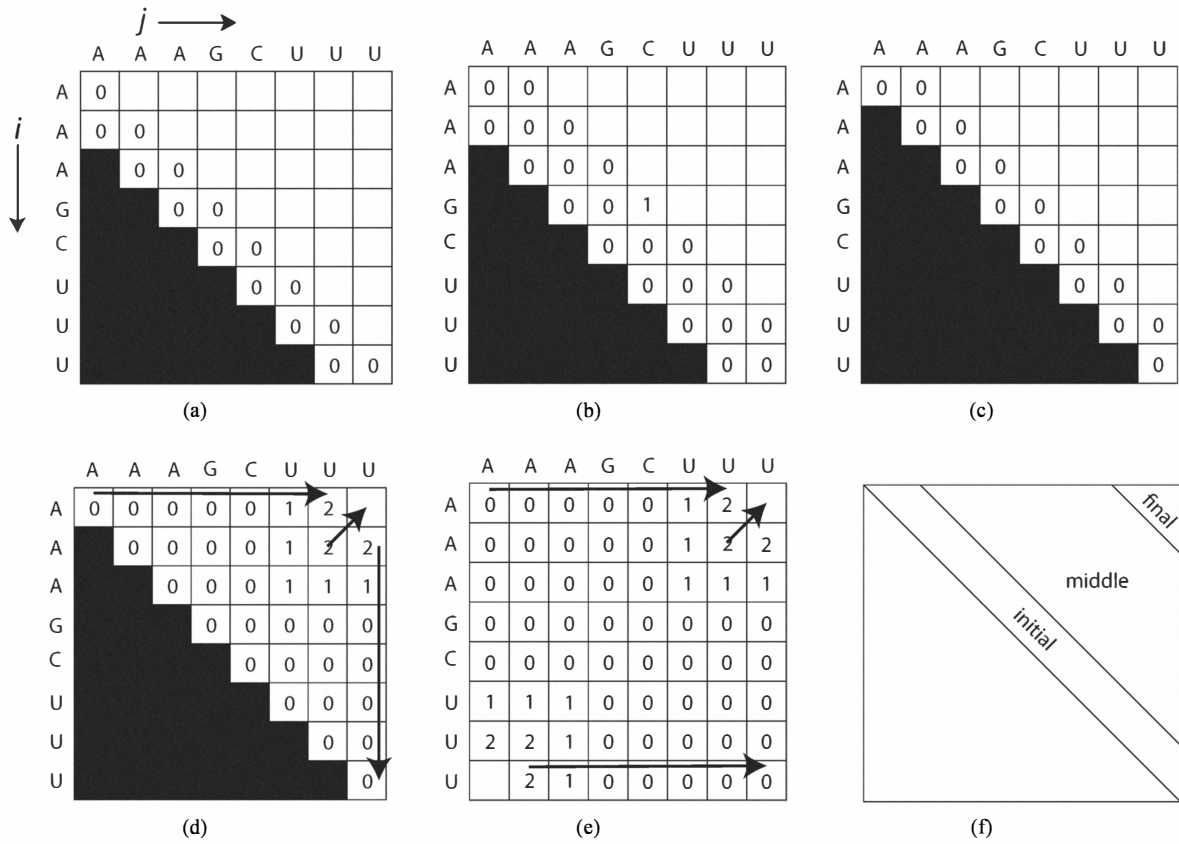 j
A A A G C U U U
i
A 0
A 0 0
A 0 0
G 0 0
C 0 0
U 0 0
U 0 0
U 0 0
(a)
A A A G C U U U
A 0 0
A 0 0 0
A 0 0 0
G 0 0 1
C 0 0 0
U 0 0 0
U 0 0 0
U 0 0
(b)
A A A G C U U U
A 0 0
A 0 0
A 0 0
G 0 0
C 0 0
U 0 0
U 0 0
U 0
(c)
A A A G C U U U
A 0 0 0 0 0 1 2
A 0 0 0 0 1 2 2
A 0 0 0 1 1 1
G 0 0 0 0 0
C 0 0 0 0
U 0 0 0
U 0 0
U 0
(d)
A A A G C U U U
A 0 0 0 0 0 1 2
A 0 0 0 0 0 1 2 2
A 0 0 0 0 0 1 1 1
G 0 0 0 0 0 0 0 0
C 0 0 0 0 0 0 0 0
U 1 1 1 0 0 0 0 0
U 2 2 1 0 0 0 0 0
U 2 1 0 0 0 0 0
(e)
final
middle
initial
(f)